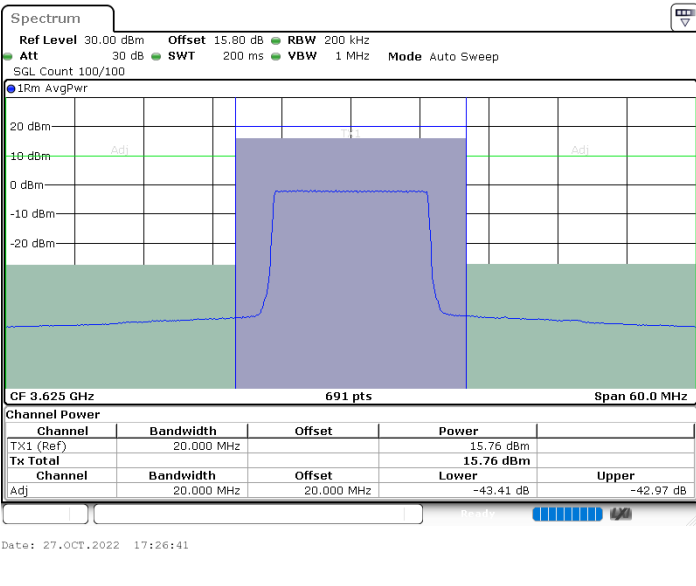 Spectrum
Ref Level 30.00 dBm Offset 15.80 dB RBW 200 kHz
Att 30 dB SWT 200 ms VBW 1 MHz Mode Auto Sweep
SGL Count 100/100
1Rm AvgPwr
20 dBm
TX1
Adj Adj
10 dBm
0 dBm
-10 dBm
-20 dBm
CF 3.625 GHz 691 pts Span 60.0 MHz
Channel Power
Channel Bandwidth Offset Power
TX1 (Ref) 20.000 MHz 15.76 dBm
Tx Total 15.76 dBm
Channel Bandwidth Offset Lower Upper
Adj 20.000 MHz 20.000 MHz -43.41 dB -42.97 dB
Ready
Date: 27.OCT.2022 17:26:41